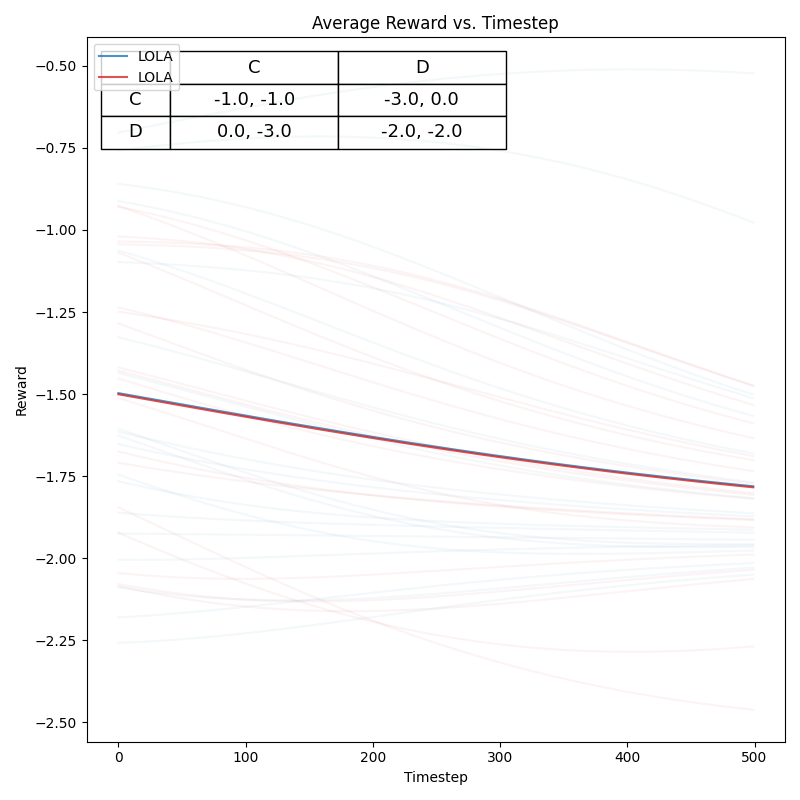 Average Reward vs. Timestep
LOLA
LOLA
C D
C -1.0, -1.0 -3.0, 0.0
D 0.0, -3.0 -2.0, -2.0
−0.50
−0.75
−1.00
−1.25
−1.50
−1.75
−2.00
−2.25
−2.50
Reward
0 100 200 300 400 500
Timestep